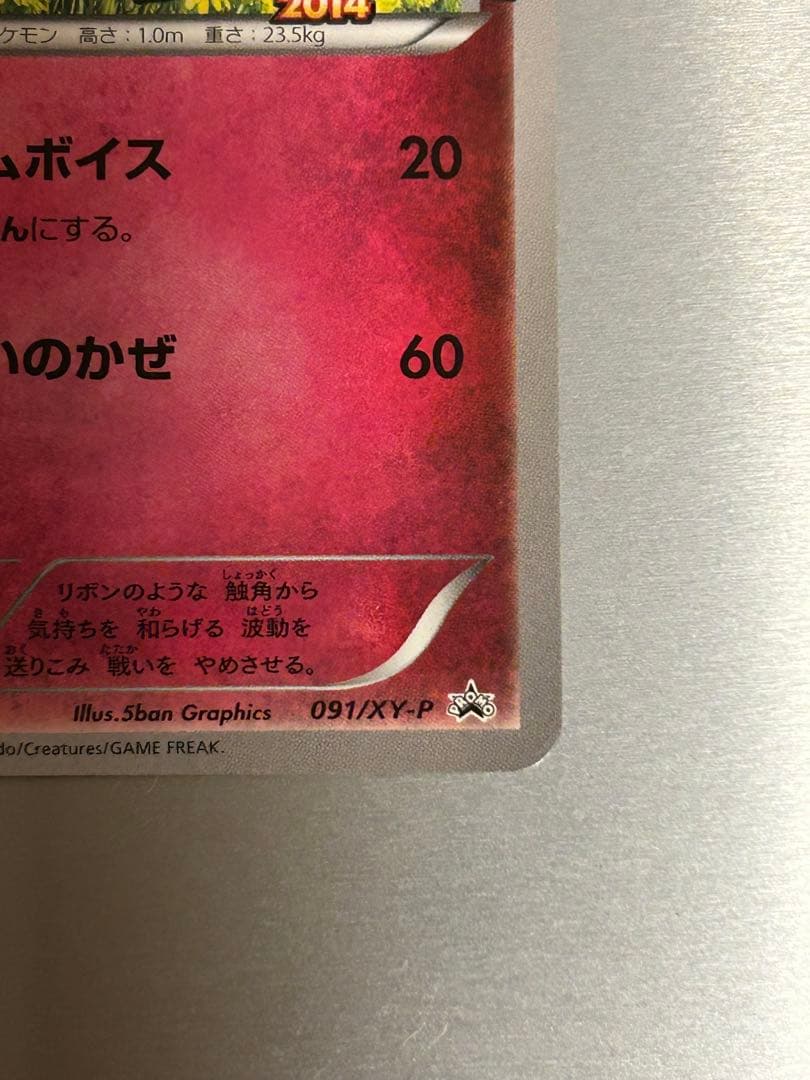 2014
ケモン 高さ：1.0m 重さ：23.5kg
ムボイス 20
んにする。
いのかぜ 60
しょっかく
リボンのような 触角から
きも やわ はどう
気持ちを 和らげる 波動を
おく たたか
送りこみ 戦いを やめさせる。
Illus.5ban Graphics 091/XY-P PROMO
do/Creatures/GAME FREAK.